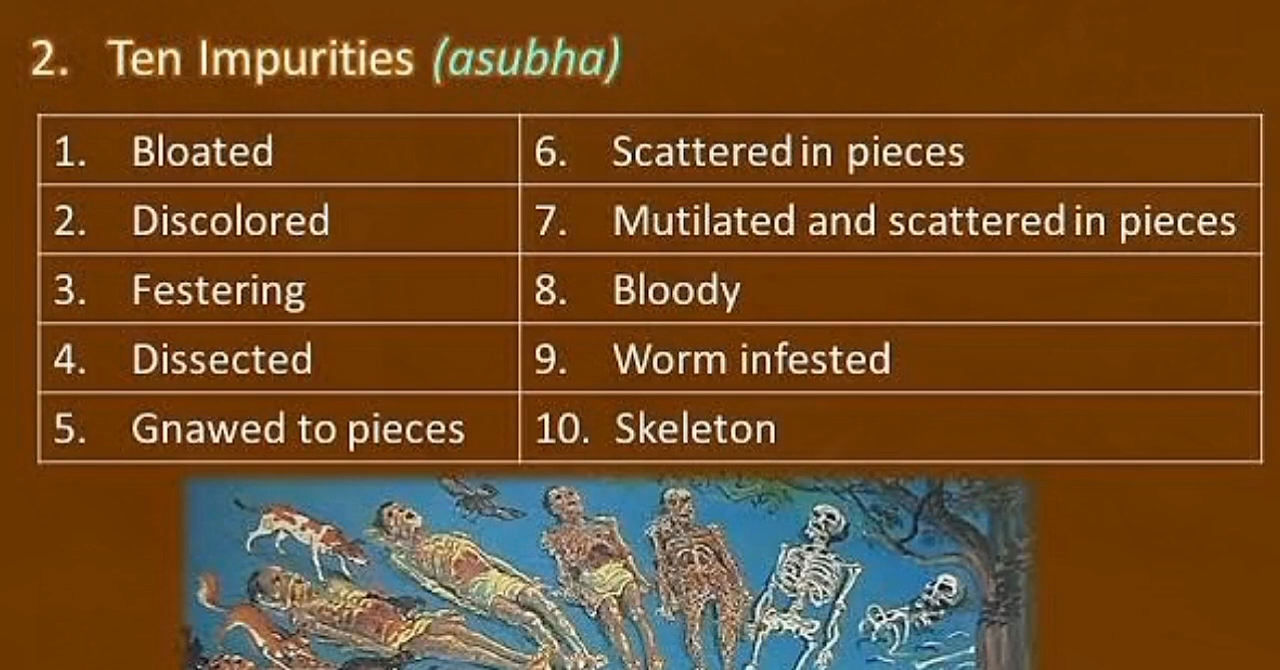 2. Ten Impurities (asubha)
1. Bloated
2. Discolored
3. Festering
4. Dissected
5. Gnawed to pieces
6. Scattered in pieces
7. Mutilated and scattered in pieces
8. Bloody
9. Worm infested
10. Skeleton